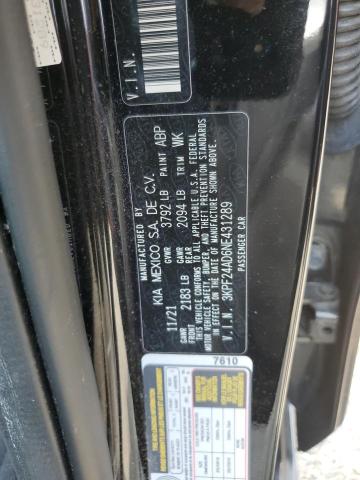 V.I.N.
MANUFACTURED BY
KIA MEXICO S.A. DE C.V.
11/21 GVWR 3792 LB PAINT ABP
GAWR FRONT 2183 LB GAWR REAR 2094 LB TRIM WK
THIS VEHICLE CONFORMS TO ALL APPLICABLE U.S.A. FEDERAL
MOTOR VEHICLE SAFETY, BUMPER, AND THEFT PREVENTION STANDARDS
IN EFFECT ON THE DATE OF MANUFACTURE SHOWN ABOVE.
V.I.N. 3KPF24AD6NE431289
PASSENGER CAR
7610